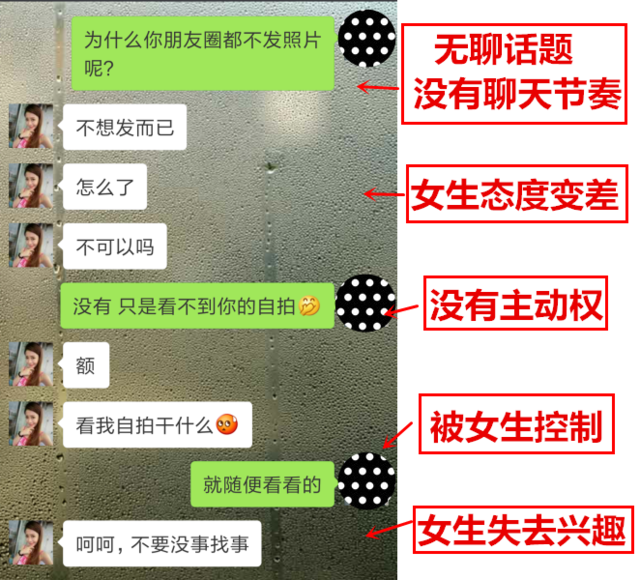 为什么你朋友圈都不发照片
呢?
无聊话题
没有聊天节奏
不想发而已
怎么了
女生态度变差
不可以吗
没有 只是看不到你的自拍
没有主动权
额
看我自拍干什么
被女生控制
就随便看看的
女生失去兴趣
呵呵，不要没事找事